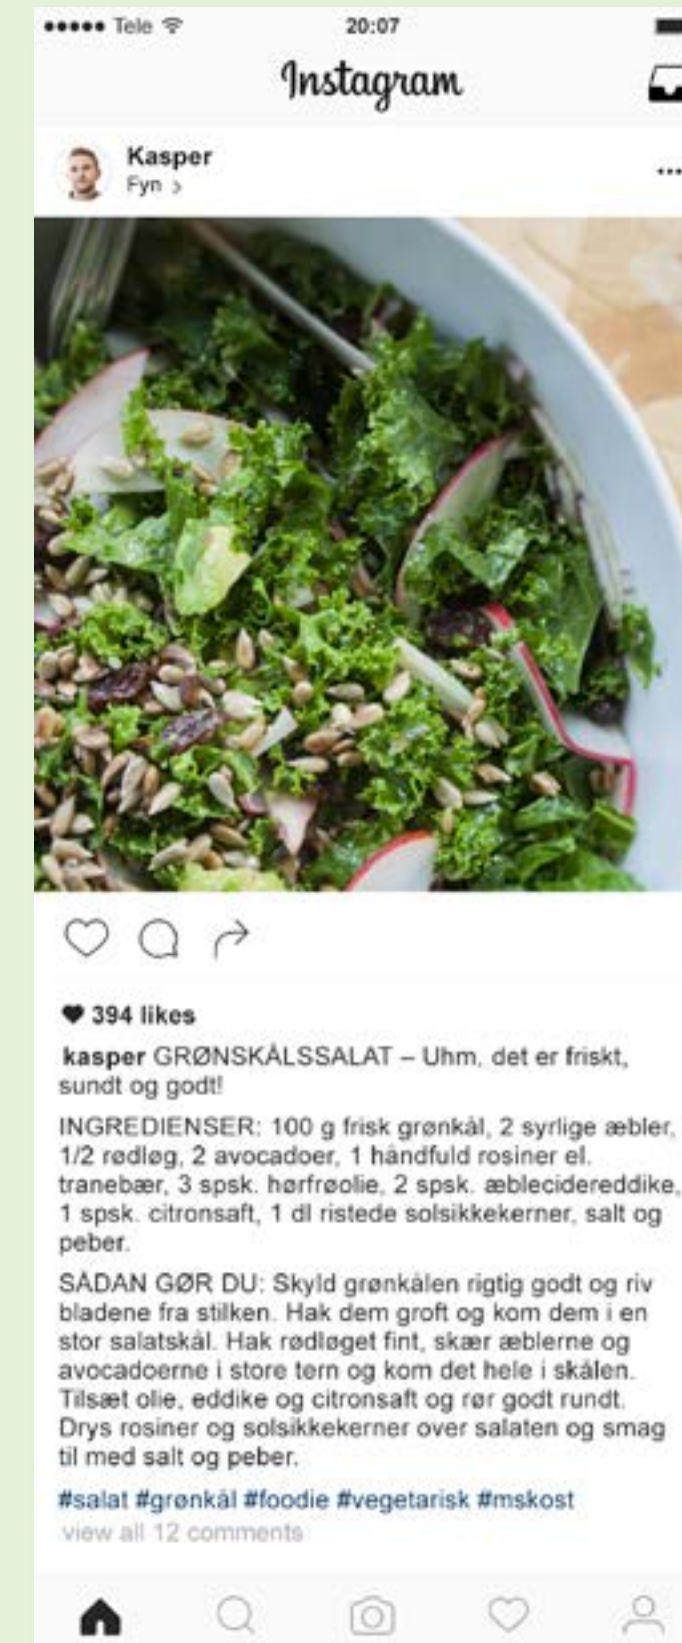 Tele 20:07
Instagram
Kasper
Fyn >
394 likes
kasper GRØNSKÅLSSALAT – Uhm, det er friskt,
sundt og godt!
INGREDIENSER: 100 g frisk grønkål, 2 syrlige æbler,
1/2 rødløg, 2 avocadoer, 1 håndfuld rosiner el.
tranebær, 3 spsk. hørfrøolie, 2 spsk. æblecidereddike,
1 spsk. citronsaft, 1 dl ristede solsikkekerner, salt og
peber.
SÅDAN GØR DU: Skyld grønkålen rigtig godt og riv
bladene fra stilken. Hak dem groft og kom dem i en
stor salatskål. Hak rødløget fint, skær æblerne og
avocadoerne i store tern og kom det hele i skålen.
Tilsæt olie, eddike og citronsaft og rør godt rundt.
Drys rosiner og solsikkekerner over salaten og smag
til med salt og peber.
#salat #grønkål #foodie #vegetarisk #mskost
view all 12 comments